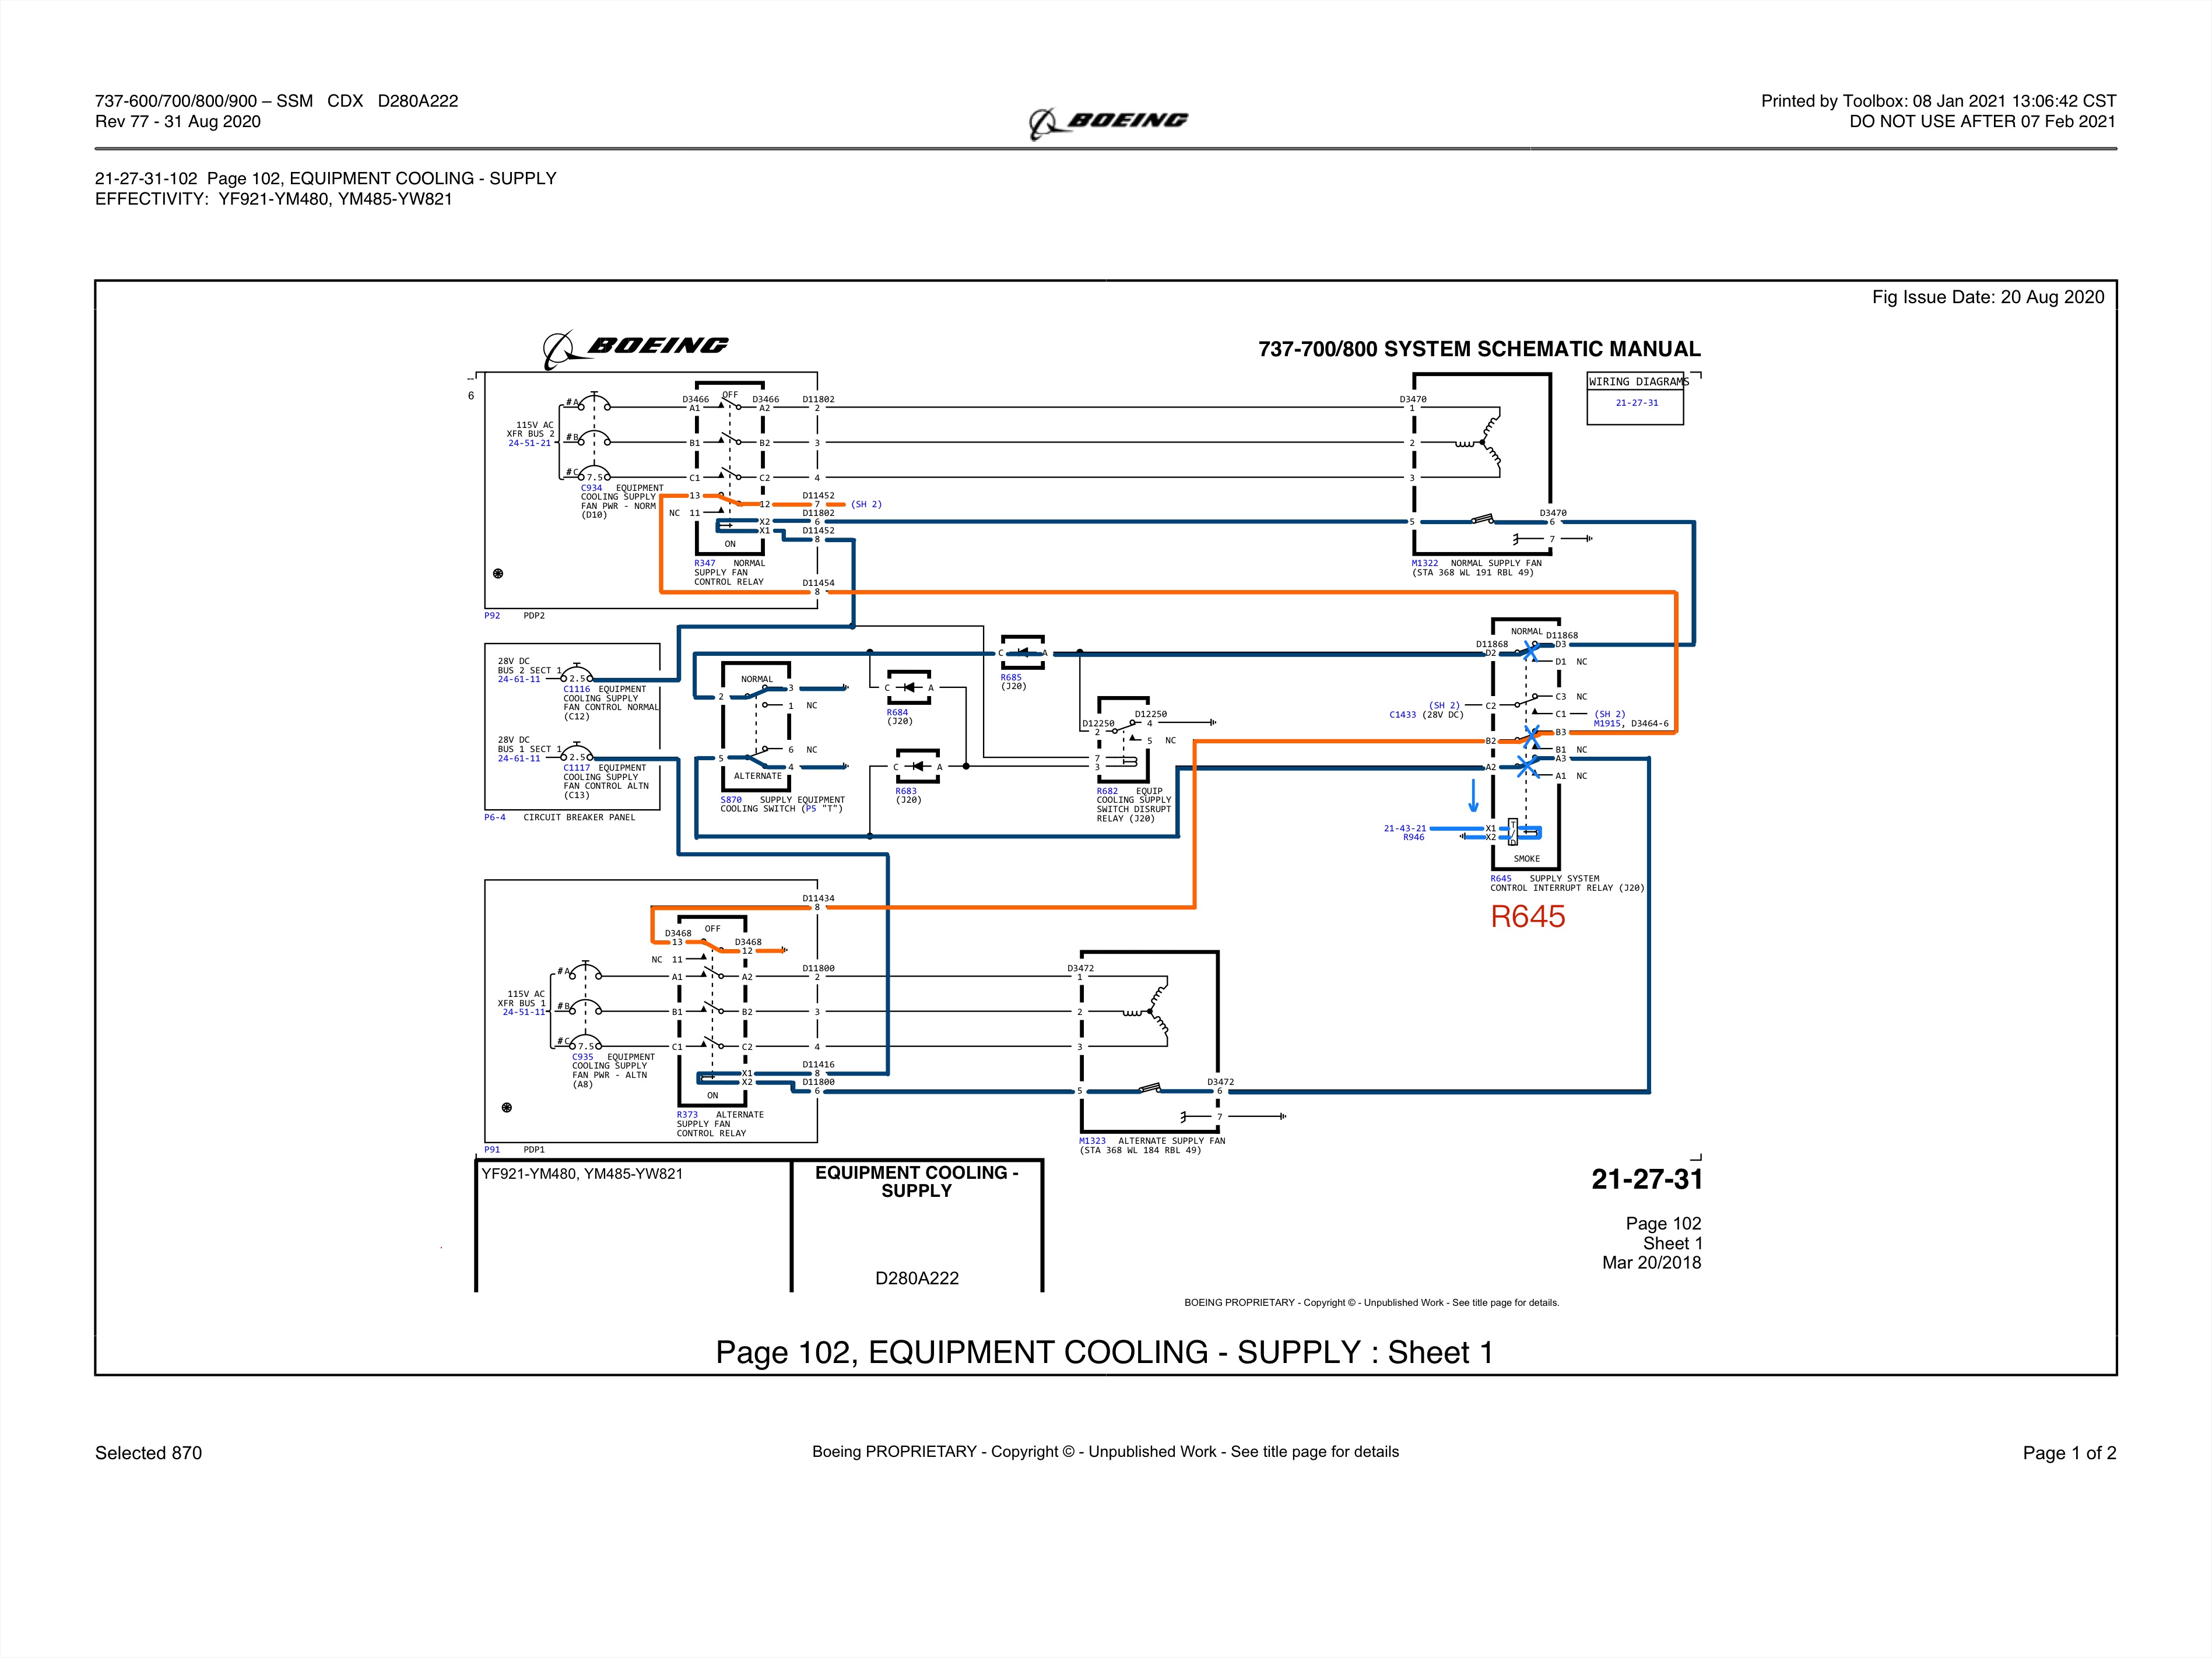 737-600/700/800/900 – SSM   CDX   D280A222
Rev 77 - 31 Aug 2020
BOEING
Printed by Toolbox: 08 Jan 2021 13:06:42 CST
DO NOT USE AFTER 07 Feb 2021
21-27-31-102  Page 102, EQUIPMENT COOLING - SUPPLY
EFFECTIVITY:  YF921-YM480, YM485-YW821
Fig Issue Date: 20 Aug 2020
BOEING
737-700/800 SYSTEM SCHEMATIC MANUAL
WIRING DIAGRAMS
21-27-31
--
6
115V AC
XFR BUS 2
24-51-21
#A
#B
#C
7.5
C934 EQUIPMENT
COOLING SUPPLY
FAN PWR - NORM
(D10)
D3466 OFF D3466
A1 A2
B1 B2
C1 C2
13
12
NC 11
X2
X1
ON
R347 NORMAL
SUPPLY FAN
CONTROL RELAY
D11802
2
3
4
D11452
7 (SH 2)
D11802
6
D11452
8
D11454
8
P92 PDP2
D3470
1
2
3
5
D3470
6
7
M1322 NORMAL SUPPLY FAN
(STA 368 WL 191 RBL 49)
28V DC
BUS 2 SECT 1
24-61-11
2.5
C1116 EQUIPMENT
COOLING SUPPLY
FAN CONTROL NORMAL
(C12)
28V DC
BUS 1 SECT 1
24-61-11
2.5
C1117 EQUIPMENT
COOLING SUPPLY
FAN CONTROL ALTN
(C13)
P6-4 CIRCUIT BREAKER PANEL
NORMAL
2
3
1 NC
6 NC
5
4
ALTERNATE
S870 SUPPLY EQUIPMENT
COOLING SWITCH (P5 "T")
C A
R684
(J20)
C A
R683
(J20)
C A
R685
(J20)
D12250
D12250
4
2
5 NC
7
3
R682 EQUIP
COOLING SUPPLY
SWITCH DISRUPT
RELAY (J20)
NORMAL
D11868
D11868
D3
D2
D1 NC
C3 NC
(SH 2) C2
C1433 (28V DC)
C1 (SH 2)
M1915, D3464-6
B3
B2
B1 NC
A3
A2
A1 NC
21-43-21 X1
R946 X2
T
/
D
SMOKE
R645 SUPPLY SYSTEM
CONTROL INTERRUPT RELAY (J20)
R645
D11434
8
D3468 OFF
13
D3468
12
NC 11
A1 A2
B1 B2
C1 C2
X1
X2
ON
115V AC
XFR BUS 1
24-51-11
#A
#B
#C
7.5
C935 EQUIPMENT
COOLING SUPPLY
FAN PWR - ALTN
(A8)
R373 ALTERNATE
SUPPLY FAN
CONTROL RELAY
D11800
2
3
4
D11416
8
D11800
6
P91 PDP1
D3472
1
2
3
5
D3472
6
7
M1323 ALTERNATE SUPPLY FAN
(STA 368 WL 184 RBL 49)
YF921-YM480, YM485-YW821
EQUIPMENT COOLING -
SUPPLY
D280A222
21-27-31
Page 102
Sheet 1
Mar 20/2018
BOEING PROPRIETARY - Copyright © - Unpublished Work - See title page for details.
Page 102, EQUIPMENT COOLING - SUPPLY : Sheet 1
Selected 870
Boeing PROPRIETARY - Copyright © - Unpublished Work - See title page for details
Page 1 of 2